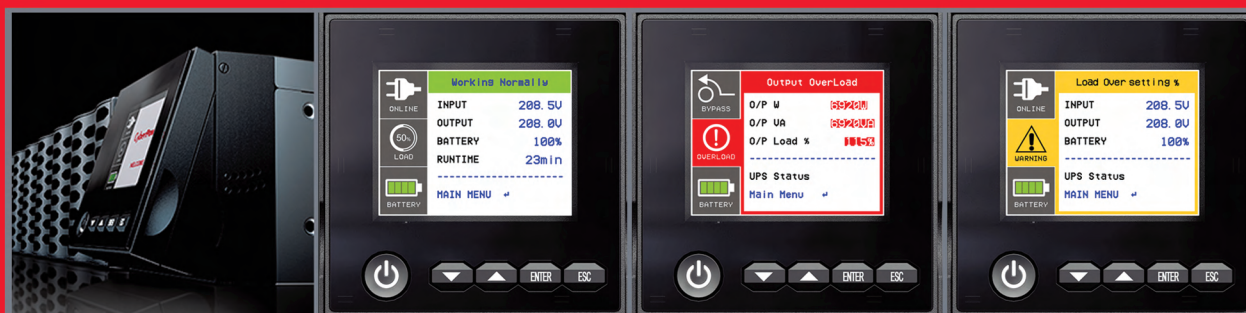 CyberPower
WELCOME
Working Normally
ONLINE
INPUT 208.5V
OUTPUT 208.0V
50%
LOAD
BATTERY 100%
RUNTIME 23min
BATTERY
MAIN MENU ↵
ENTER ESC
Output OverLoad
BYPASS
O/P W 6920W
O/P VA 6920VA
OVERLOAD
O/P Load % 115%
UPS Status
BATTERY
Main Menu ↵
ENTER ESC
Load Over setting %
ONLINE
INPUT 208.5V
OUTPUT 208.0V
WARNING
BATTERY 100%
UPS Status
BATTERY
MAIN MENU ↵
ENTER ESC